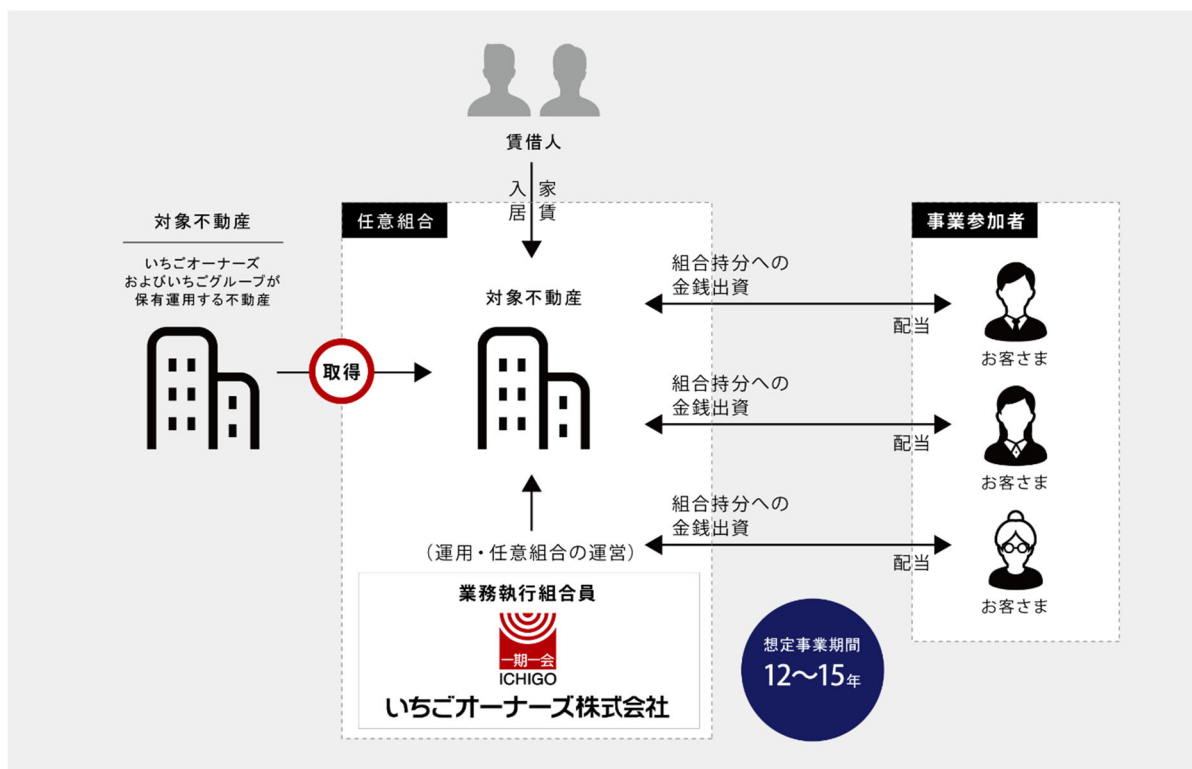 賃借人
入居
家賃
対象不動産
いちごオーナーズ
およびいちごグループが
保有運用する不動産
取得
任意組合
対象不動産
(運用・任意組合の運営)
業務執行組合員
一期一会
ICHIGO
いちごオーナーズ株式会社
組合持分への
金銭出資
配当
組合持分への
金銭出資
配当
組合持分への
金銭出資
配当
事業参加者
お客さま
お客さま
お客さま
想定事業期間
12〜15年